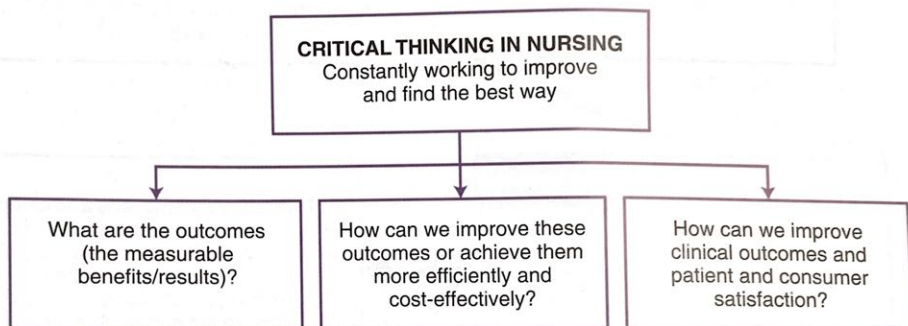 CRITICAL THINKING IN NURSING
Constantly working to improve
and find the best way
What are the outcomes
(the measurable
benefits/results)?
How can we improve these
outcomes or achieve them
more efficiently and
cost-effectively?
How can we improve
clinical outcomes and
patient and consumer
satisfaction?